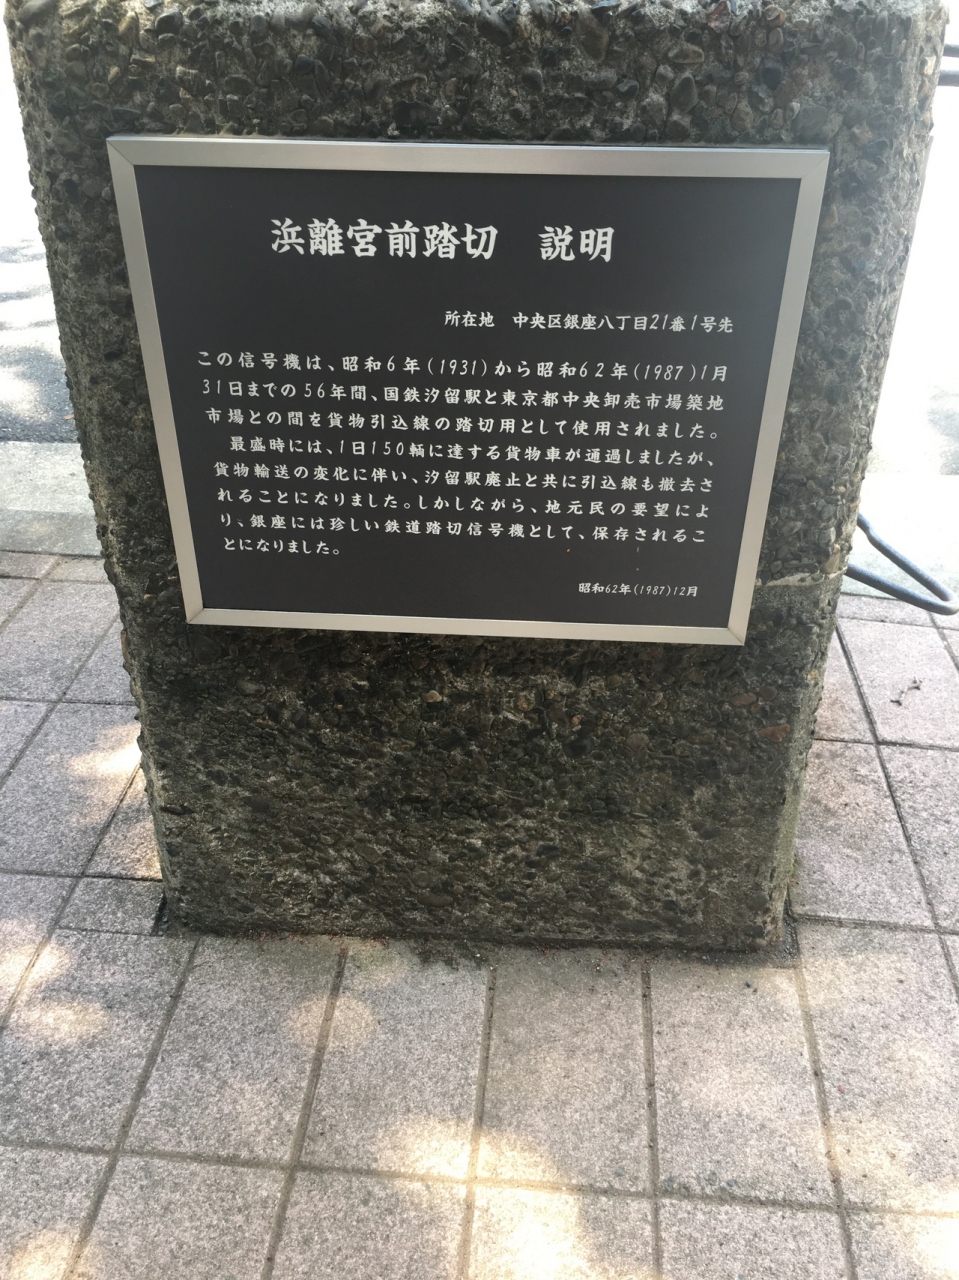 浜離宮前踏切　説明
所在地　中央区銀座八丁目21番1号先
この信号機は、昭和6年(1931)から昭和62年(1987)1月
31日までの56年間、国鉄汐留駅と東京都中央卸売市場築地
市場との間を貨物引込線の踏切用として使用されました。
最盛時には、1日150輌に達する貨物車が通過しましたが、
貨物輸送の変化に伴い、汐留駅廃止と共に引込線も撤去さ
れることになりました。しかしながら、地元民の要望によ
り、銀座には珍しい鉄道踏切信号機として、保存されるこ
とになりました。
昭和62年(1987)12月